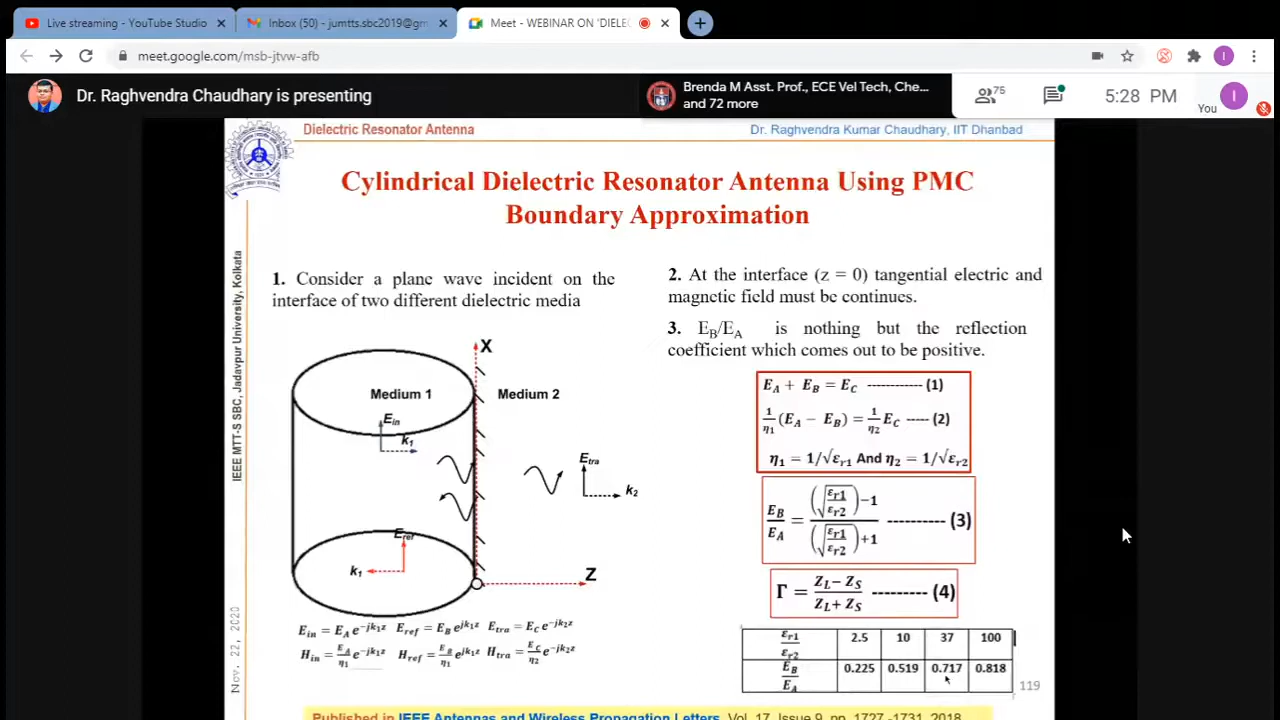 Live streaming - YouTube Studio
Inbox (50) - jumtts.sbc2019@gm
Meet - WEBINAR ON 'DIELE
meet.google.com/msb-jtvw-afb
I
Dr. Raghvendra Chaudhary is presenting
Brenda M Asst. Prof., ECE Vel Tech, Che...
and 72 more
75
5:28 PM
You
I
Dielectric Resonator Antenna
Dr. Raghvendra Kumar Chaudhary, IIT Dhanbad
Cylindrical Dielectric Resonator Antenna Using PMC
Boundary Approximation
IEEE MTT-S SBC, Jadavpur University, Kolkata
Nov. 22, 2020
1. Consider a plane wave incident on the
interface of two different dielectric media
X
Medium 1
Medium 2
E_in
k_1
E_tra
k_2
E_ref
k_1
Z
E_in = E_A e^{-jk_1z} E_ref = E_B e^{jk_1z} E_tra = E_C e^{-jk_2z}
H_in = E_A/η_1 e^{-jk_1z} H_ref = E_B/η_1 e^{jk_1z} H_tra = E_C/η_2 e^{-jk_2z}
2. At the interface (z = 0) tangential electric and
magnetic field must be continues.
3. E_B/E_A is nothing but the reflection
coefficient which comes out to be positive.
E_A + E_B = E_C ------------ (1)
1/η_1 (E_A − E_B) = 1/η_2 E_C ----- (2)
η_1 = 1/√ε_r1 And η_2 = 1/√ε_r2
E_B/E_A = ((√(ε_r1/ε_r2))−1)/((√(ε_r1/ε_r2))+1) ---------- (3)
Γ = (Z_L − Z_S)/(Z_L + Z_S) --------- (4)
ε_r1/ε_r2 2.5 10 37 100
E_B/E_A 0.225 0.519 0.717 0.818
119
Published in IEEE Antennas and Wireless Propagation Letters, Vol. 17, Issue 9, pp. 1727 -1731, 2018